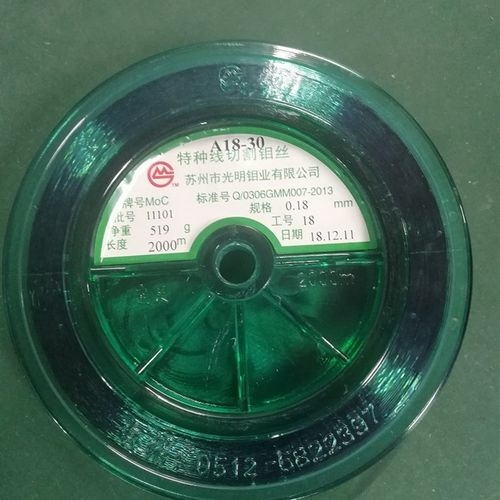 A18-30
特种线切割钼丝
TM
苏州市光明钼业有限公司
牌号MoC 标准号Q/0306GMM007-2013
批号 11101 规格 0.18 mm
净重 519 g 工号 18
长度 2000m 日期 18.12.11
2000m
0512-6822397